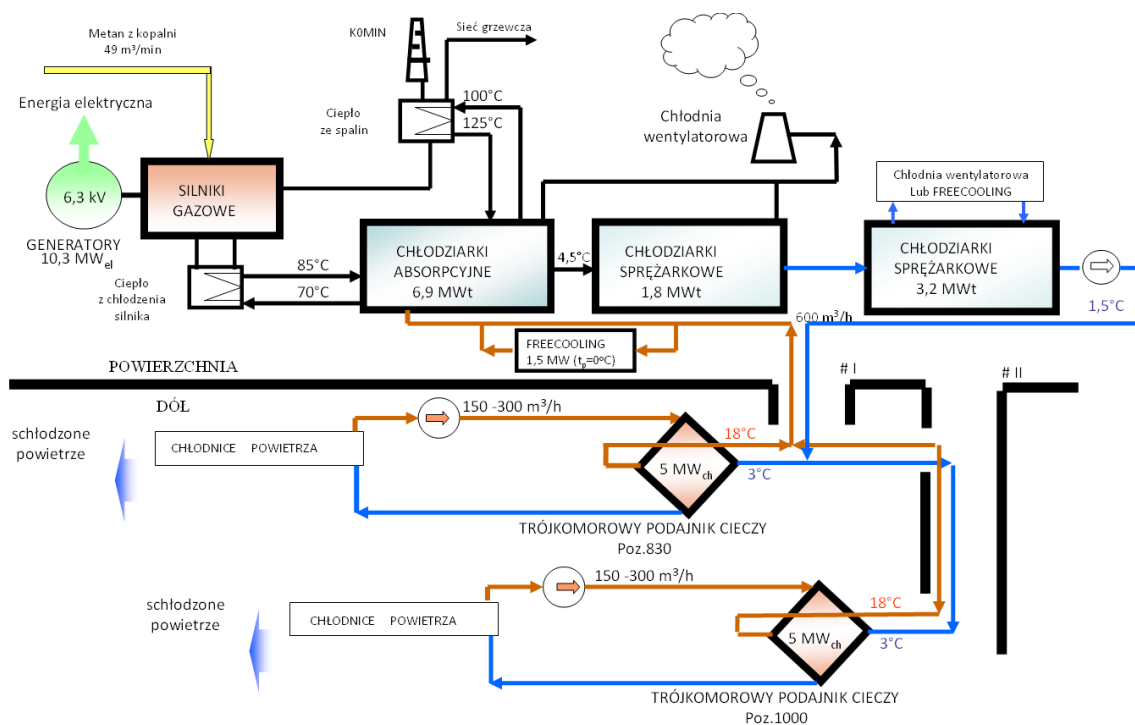 Metan z kopalni
49 m³/min
Energia elektryczna
6,3 kV
GENERATORY
10,3 MWel
SILNIKI
GAZOWE
Ciepło
z chłodzenia
silnika
85°C
70°C
K0MIN
Sieć grzewcza
Ciepło
ze spalin
100°C
125°C
CHŁODZIARKI
ABSORPCYJNE
6,9 MWt
4,5°C
CHŁODZIARKI
SPRĘŻARKOWE
1,8 MWt
Chłodnia
wentylatorowa
Chłodnia wentylatorowa
Lub FREECOOLING
CHŁODZIARKI
SPRĘŻARKOWE
3,2 MWt
1,5°C
600 m³/h
FREECOOLING
1,5 MW (tp=0°C)
POWIERZCHNIA
# I
# II
DÓŁ
schłodzone
powietrze
CHŁODNICE POWIETRZA
150 -300 m³/h
18°C
5 MWch
3°C
TRÓJKOMOROWY PODAJNIK CIECZY
Poz.830
schłodzone
powietrze
CHŁODNICE POWIETRZA
150 -300 m³/h
18°C
5 MWch
3°C
TRÓJKOMOROWY PODAJNIK CIECZY
Poz.1000